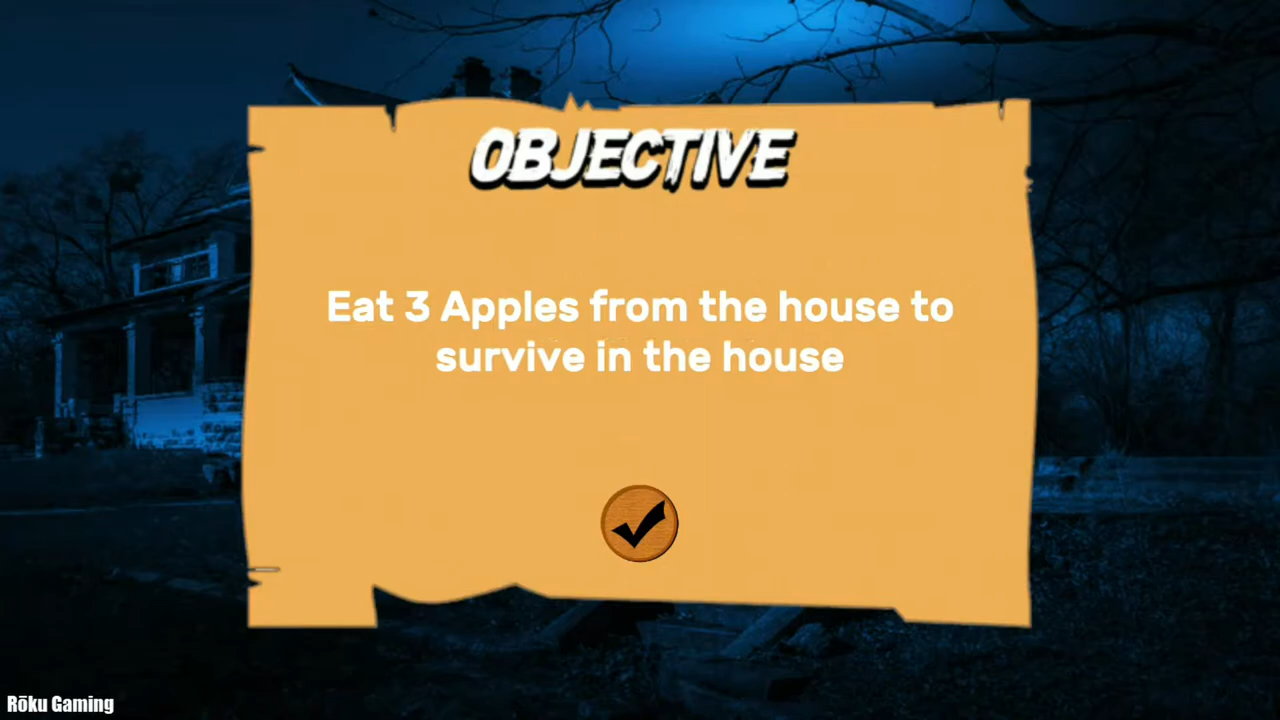 OBJECTIVE
Eat 3 Apples from the house to
survive in the house
Rōku Gaming